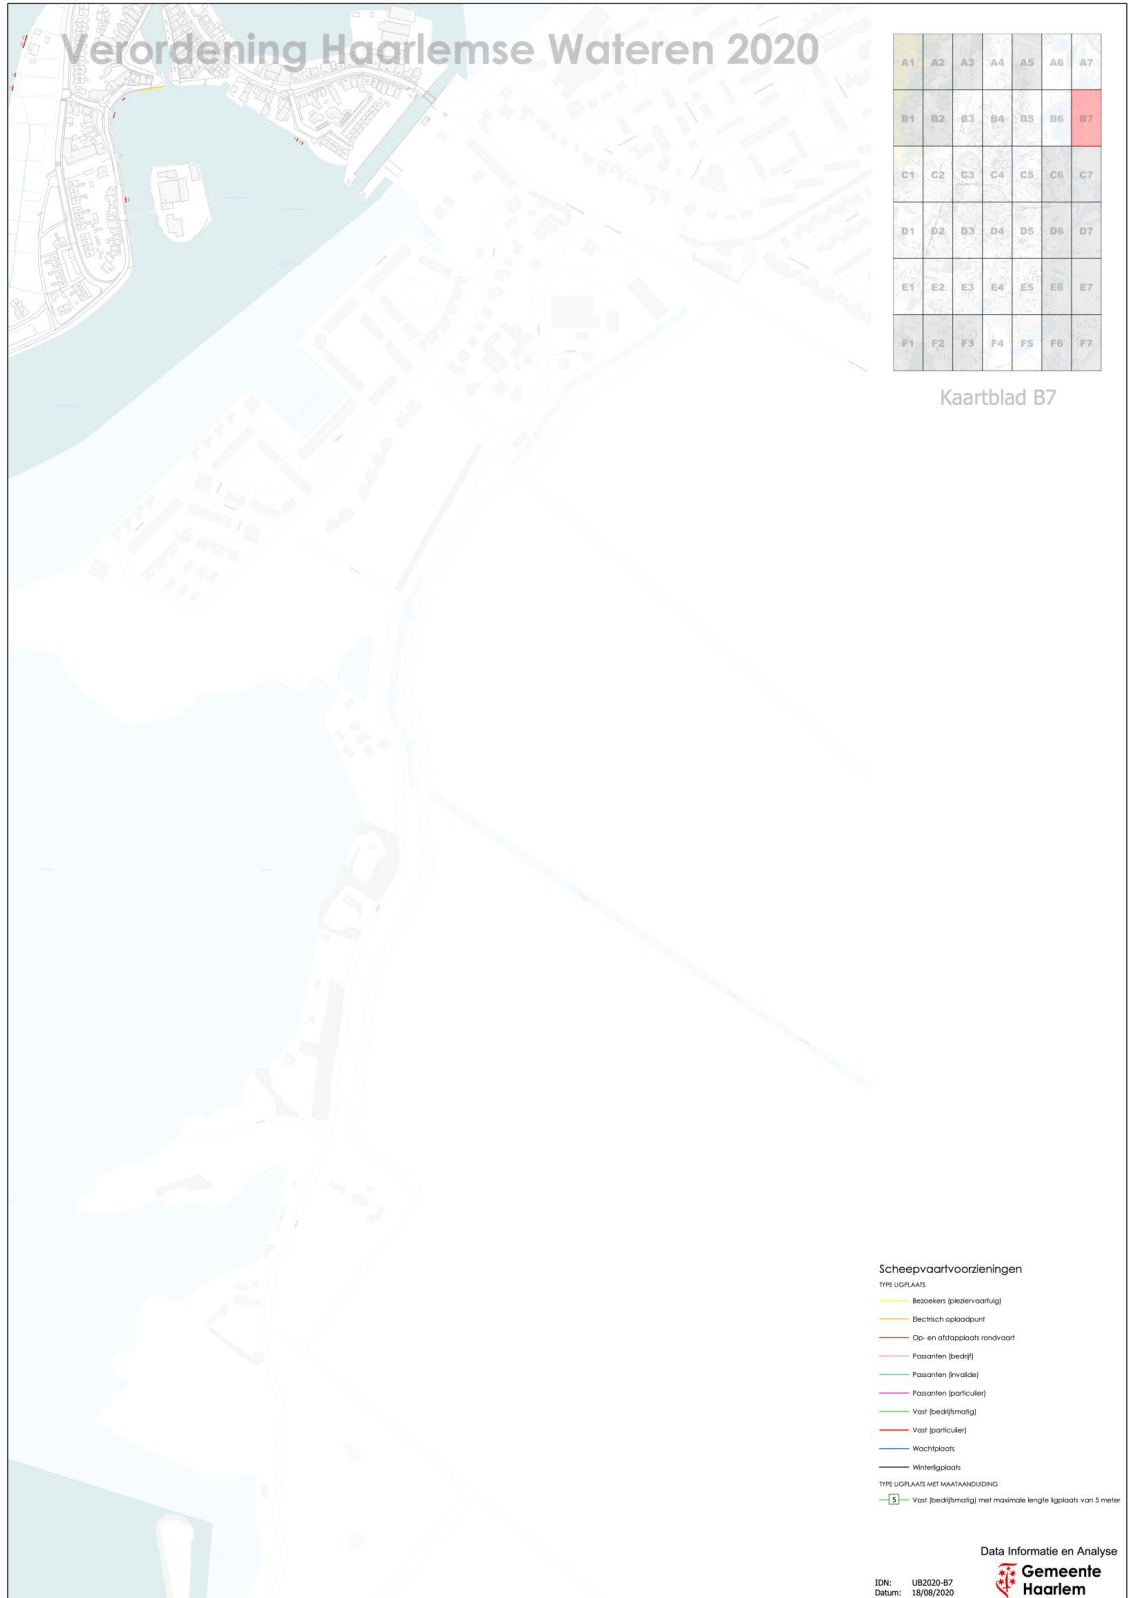 Verordening Haarlemse Wateren 2020
A1 A2 A3 A4 A5 A6 A7
B1 B2 B3 B4 B5 B6 B7
C1 C2 C3 C4 C5 C6 C7
D1 D2 D3 D4 D5 D6 D7
E1 E2 E3 E4 E5 E6 E7
F1 F2 F3 F4 F5 F6 F7
Kaartblad B7
Scheepvaartvoorzieningen
TYPE LIGPLAATS
Bezoekers (pleziervaartuig)
Electrisch oplaadpunt
Op- en afstapplaats rondvaart
Passanten (bedrijf)
Passanten (invalide)
Passanten (particulier)
Vast (bedrijfsmatig)
Vast (particulier)
Wachtplaats
Winterligplaats
TYPE LIGPLAATS MET MAATAANDUIDING
5 Vast (bedrijfsmatig) met maximale lengte ligplaats van 5 meter
Data Informatie en Analyse
Gemeente
Haarlem
IDN: UB2020-B7
Datum: 18/08/2020